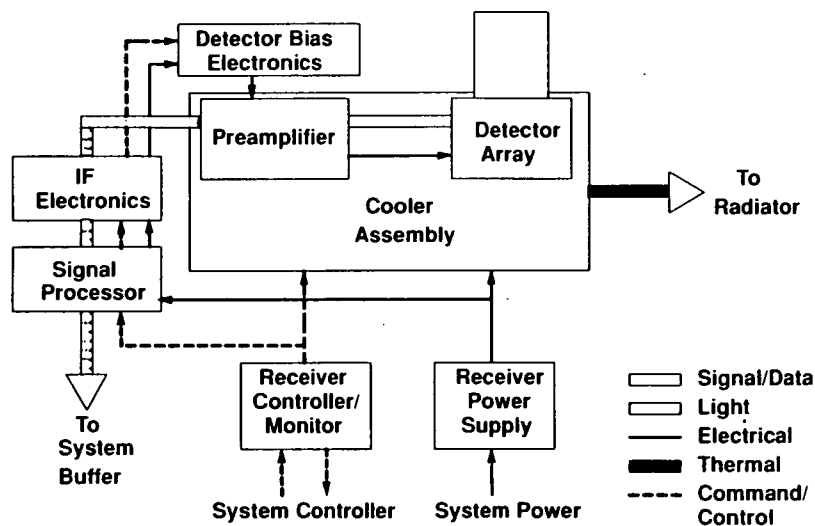 Detector Bias
Electronics
Preamplifier
Detector
Array
IF
Electronics
Cooler
Assembly
To
Radiator
Signal
Processor
Receiver
Controller/
Monitor
Receiver
Power
Supply
To
System
Buffer
System Controller
System Power
Signal/Data
Light
Electrical
Thermal
Command/
Control